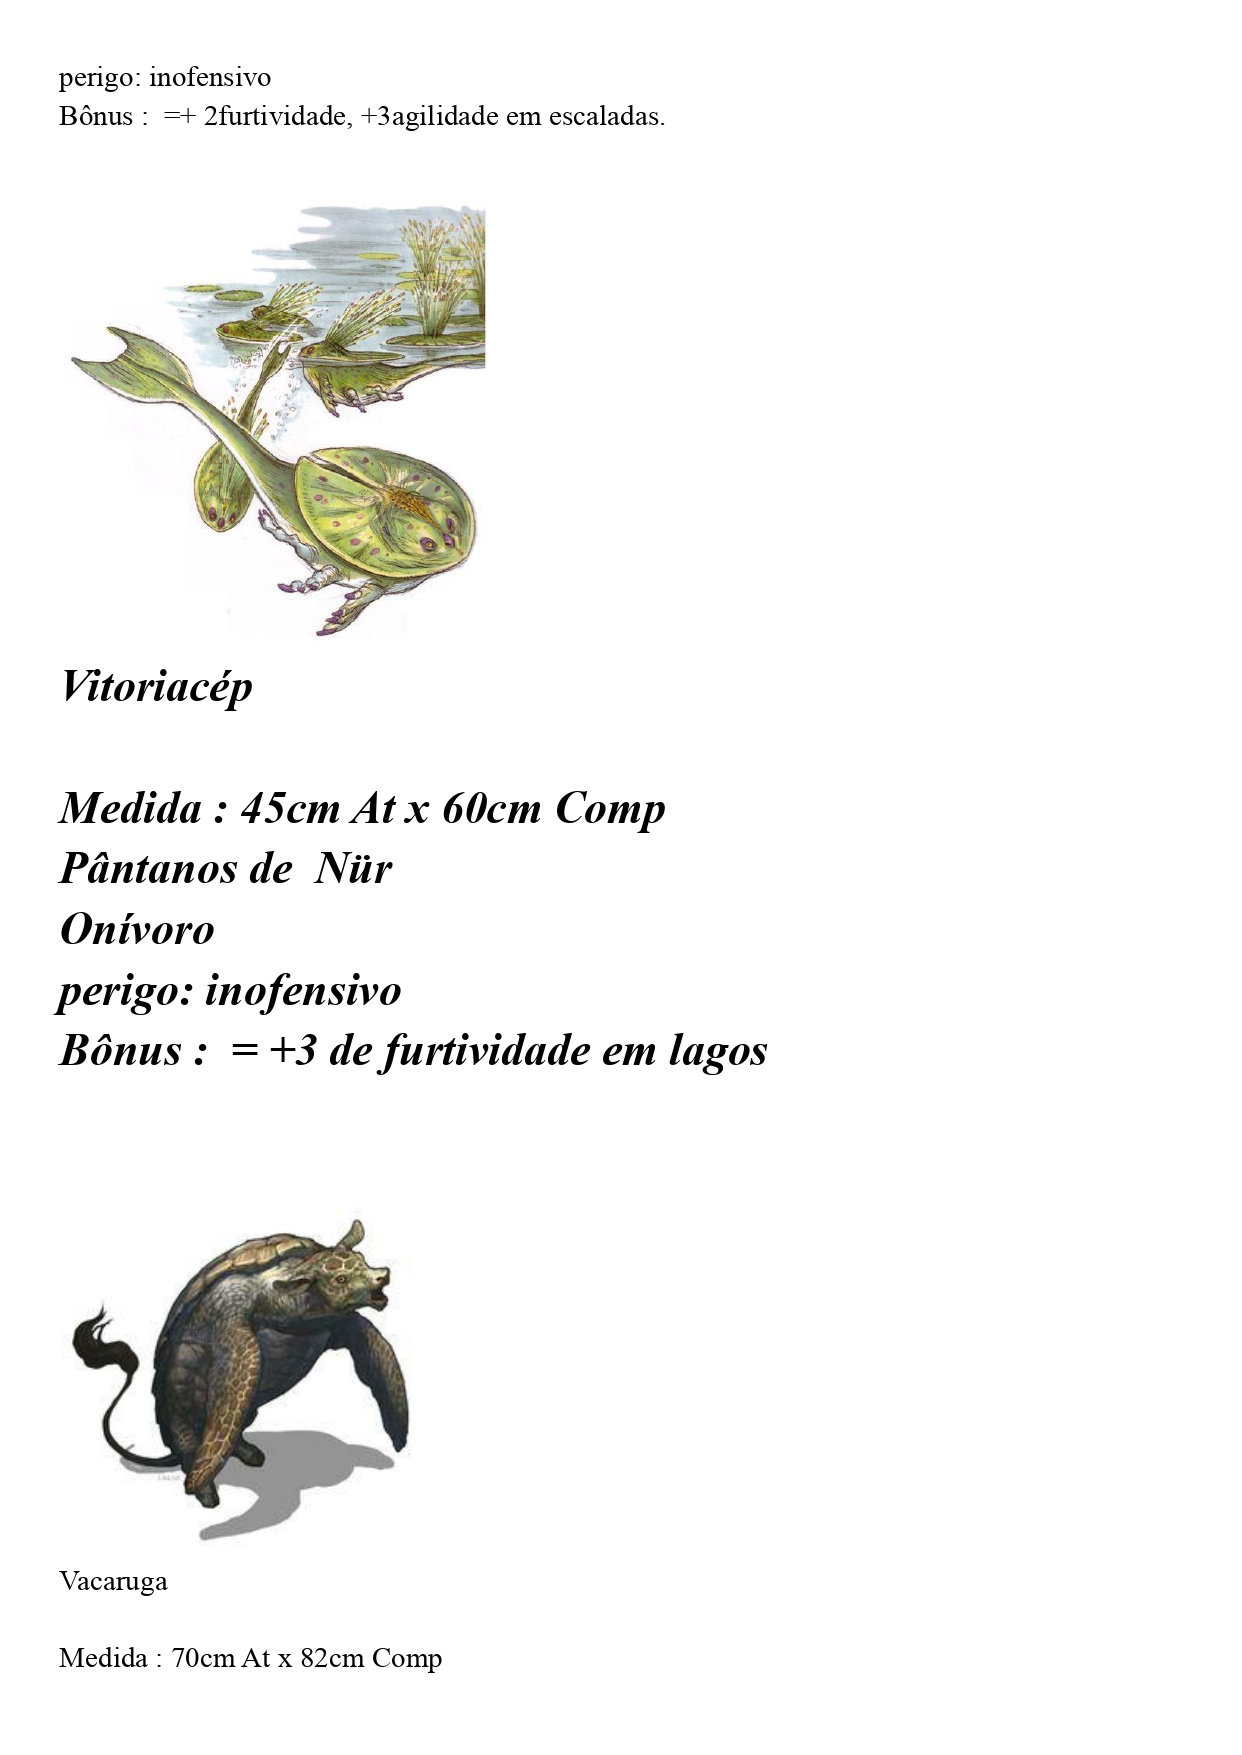 perigo: inofensivo
Bônus :  =+ 2furtividade, +3agilidade em escaladas.
Vitoriacép
Medida : 45cm At x 60cm Comp
Pântanos de  Nür
Onívoro
perigo: inofensivo
Bônus :  = +3 de furtividade em lagos
Vacaruga
Medida : 70cm At x 82cm Comp